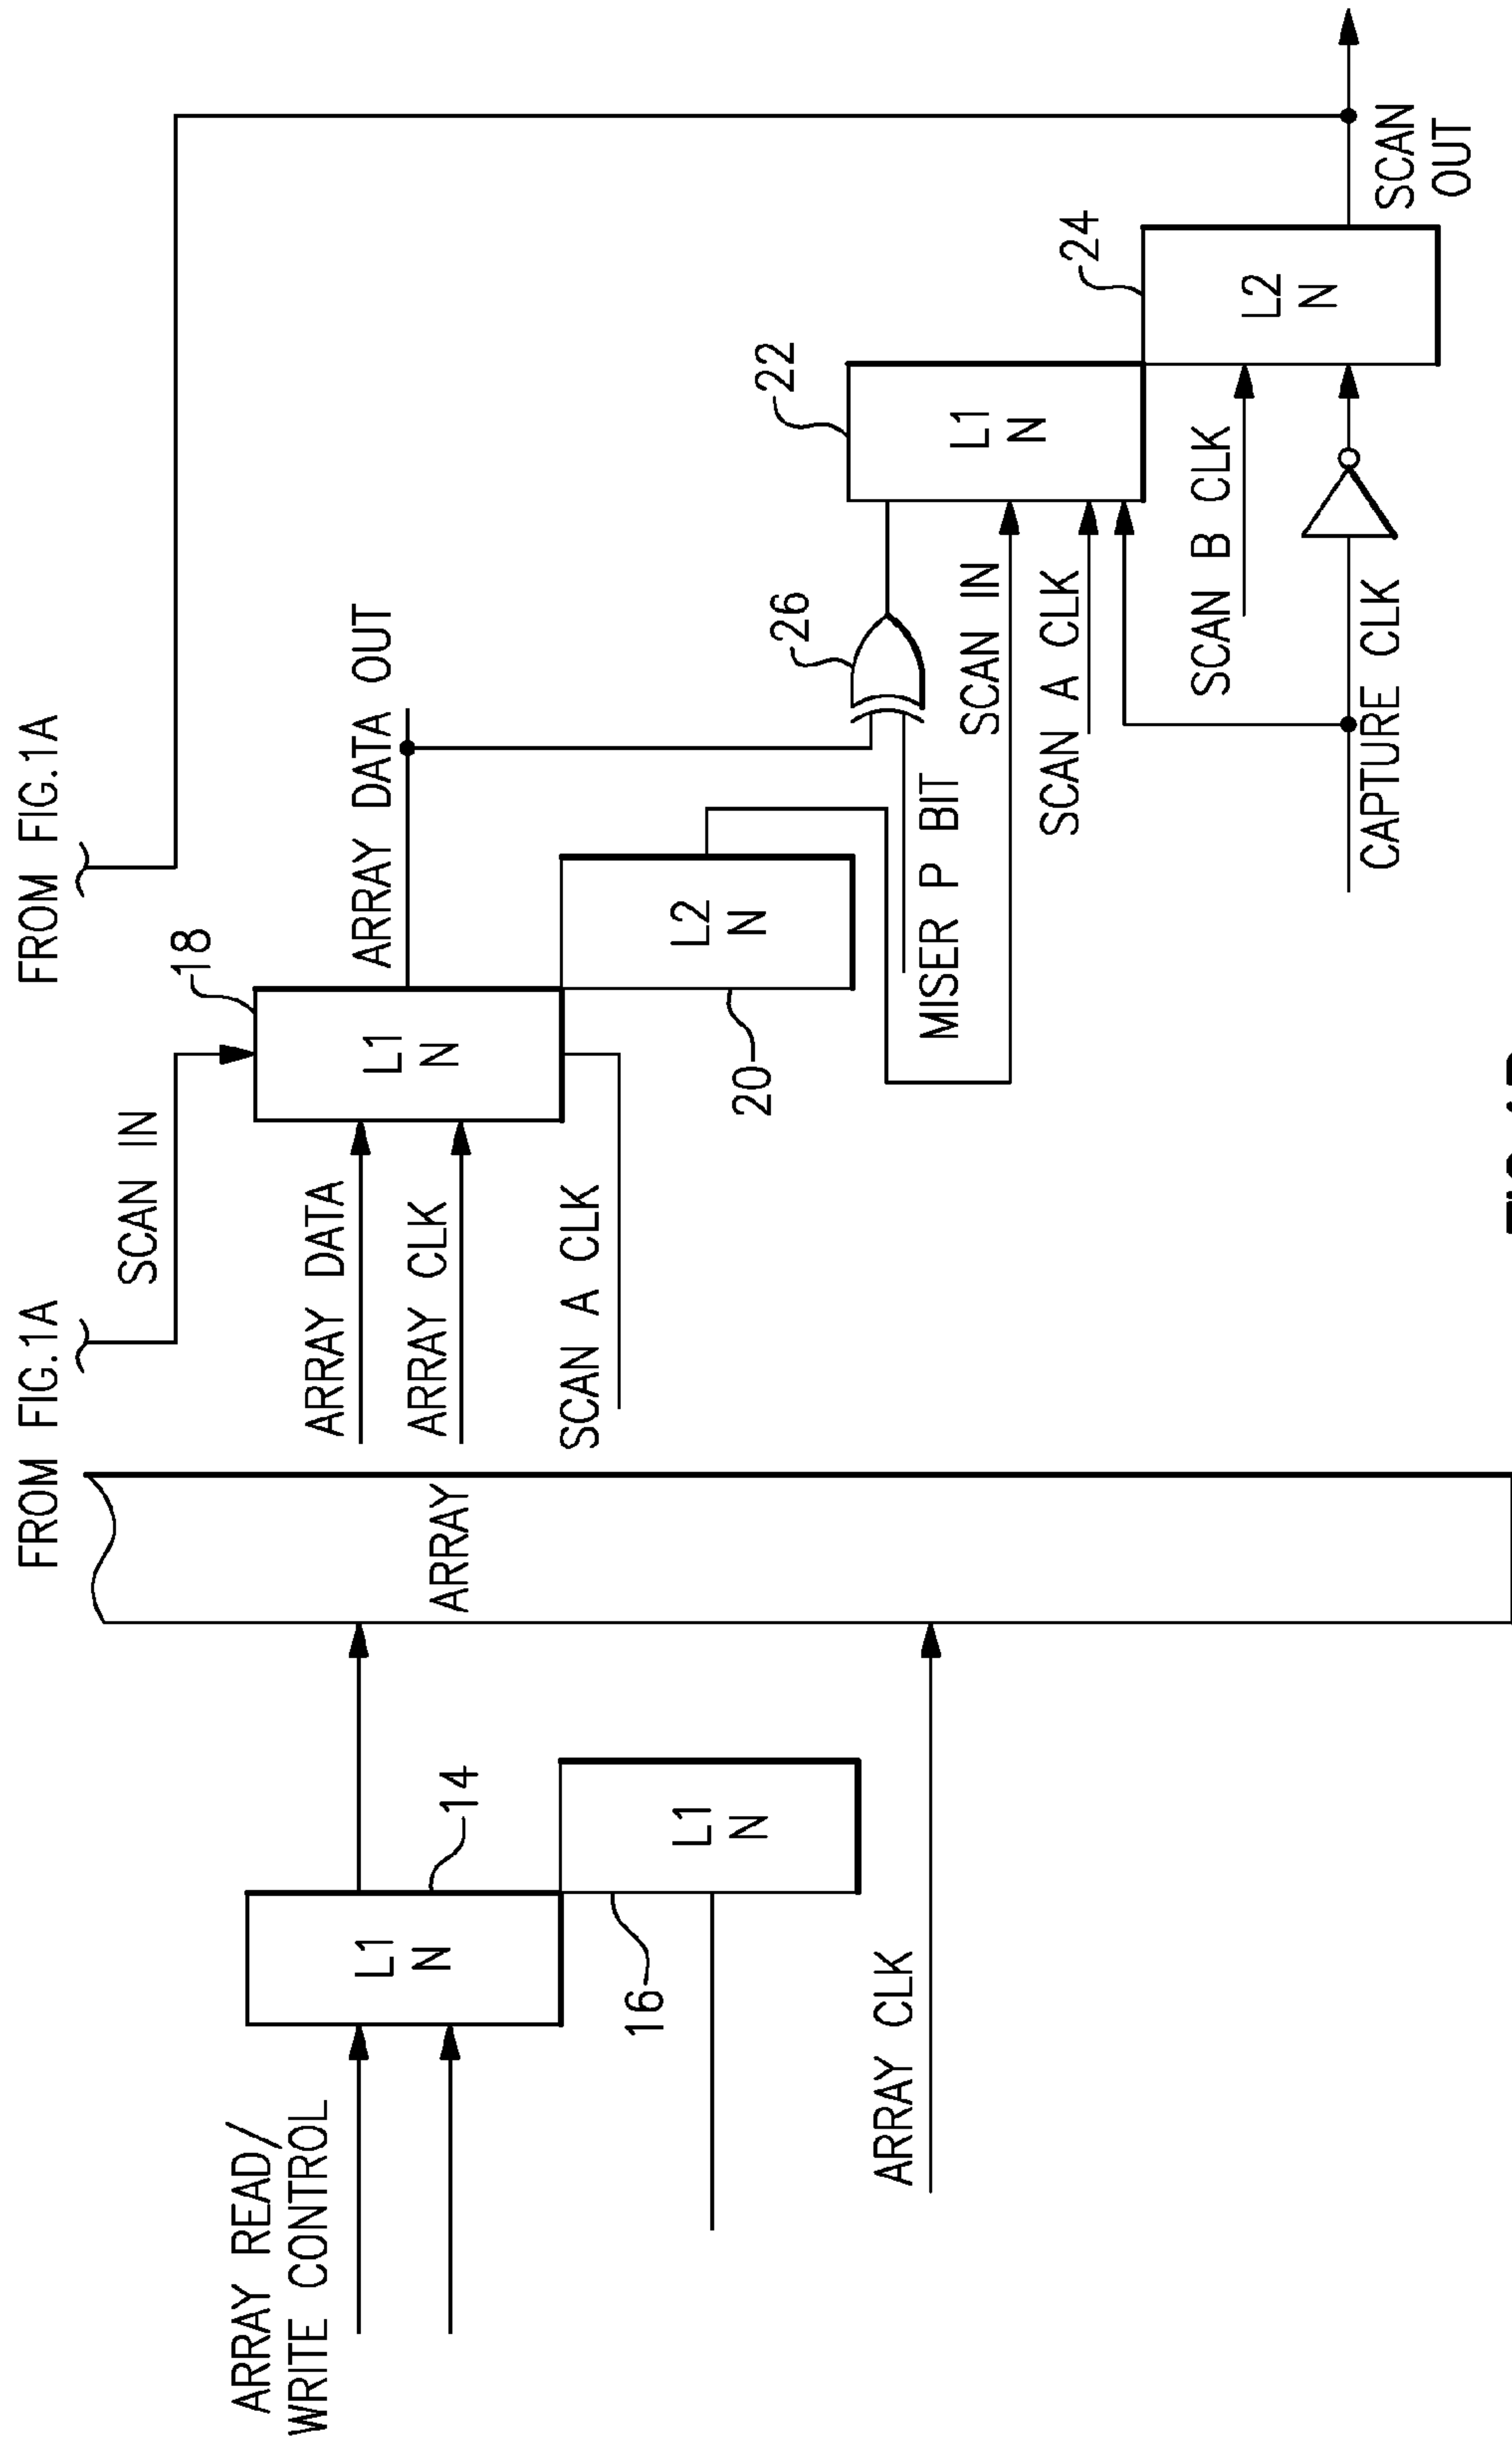 FROM FIG.1A
FROM FIG.1A
SCAN IN
18
ARRAY READ/
WRITE CONTROL
L1
N
14
ARRAY
ARRAY DATA
ARRAY CLK
L1
N
ARRAY DATA OUT
SCAN A CLK
16
L1
N
20
L2
N
ARRAY CLK
MISER P BIT
26
22
L1
N
SCAN IN
SCAN A CLK
24
SCAN B CLK
L2
N
CAPTURE CLK
SCAN
OUT